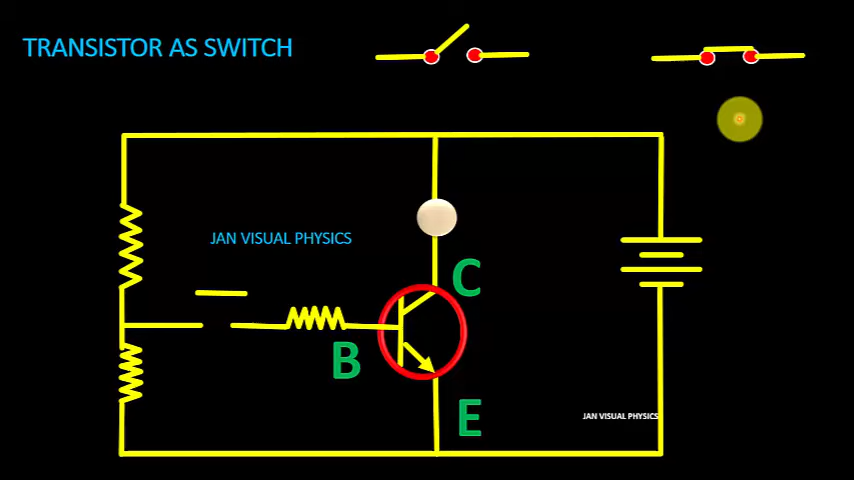 TRANSISTOR AS SWITCH
JAN VISUAL PHYSICS
C
B
E
JAN VISUAL PHYSICS